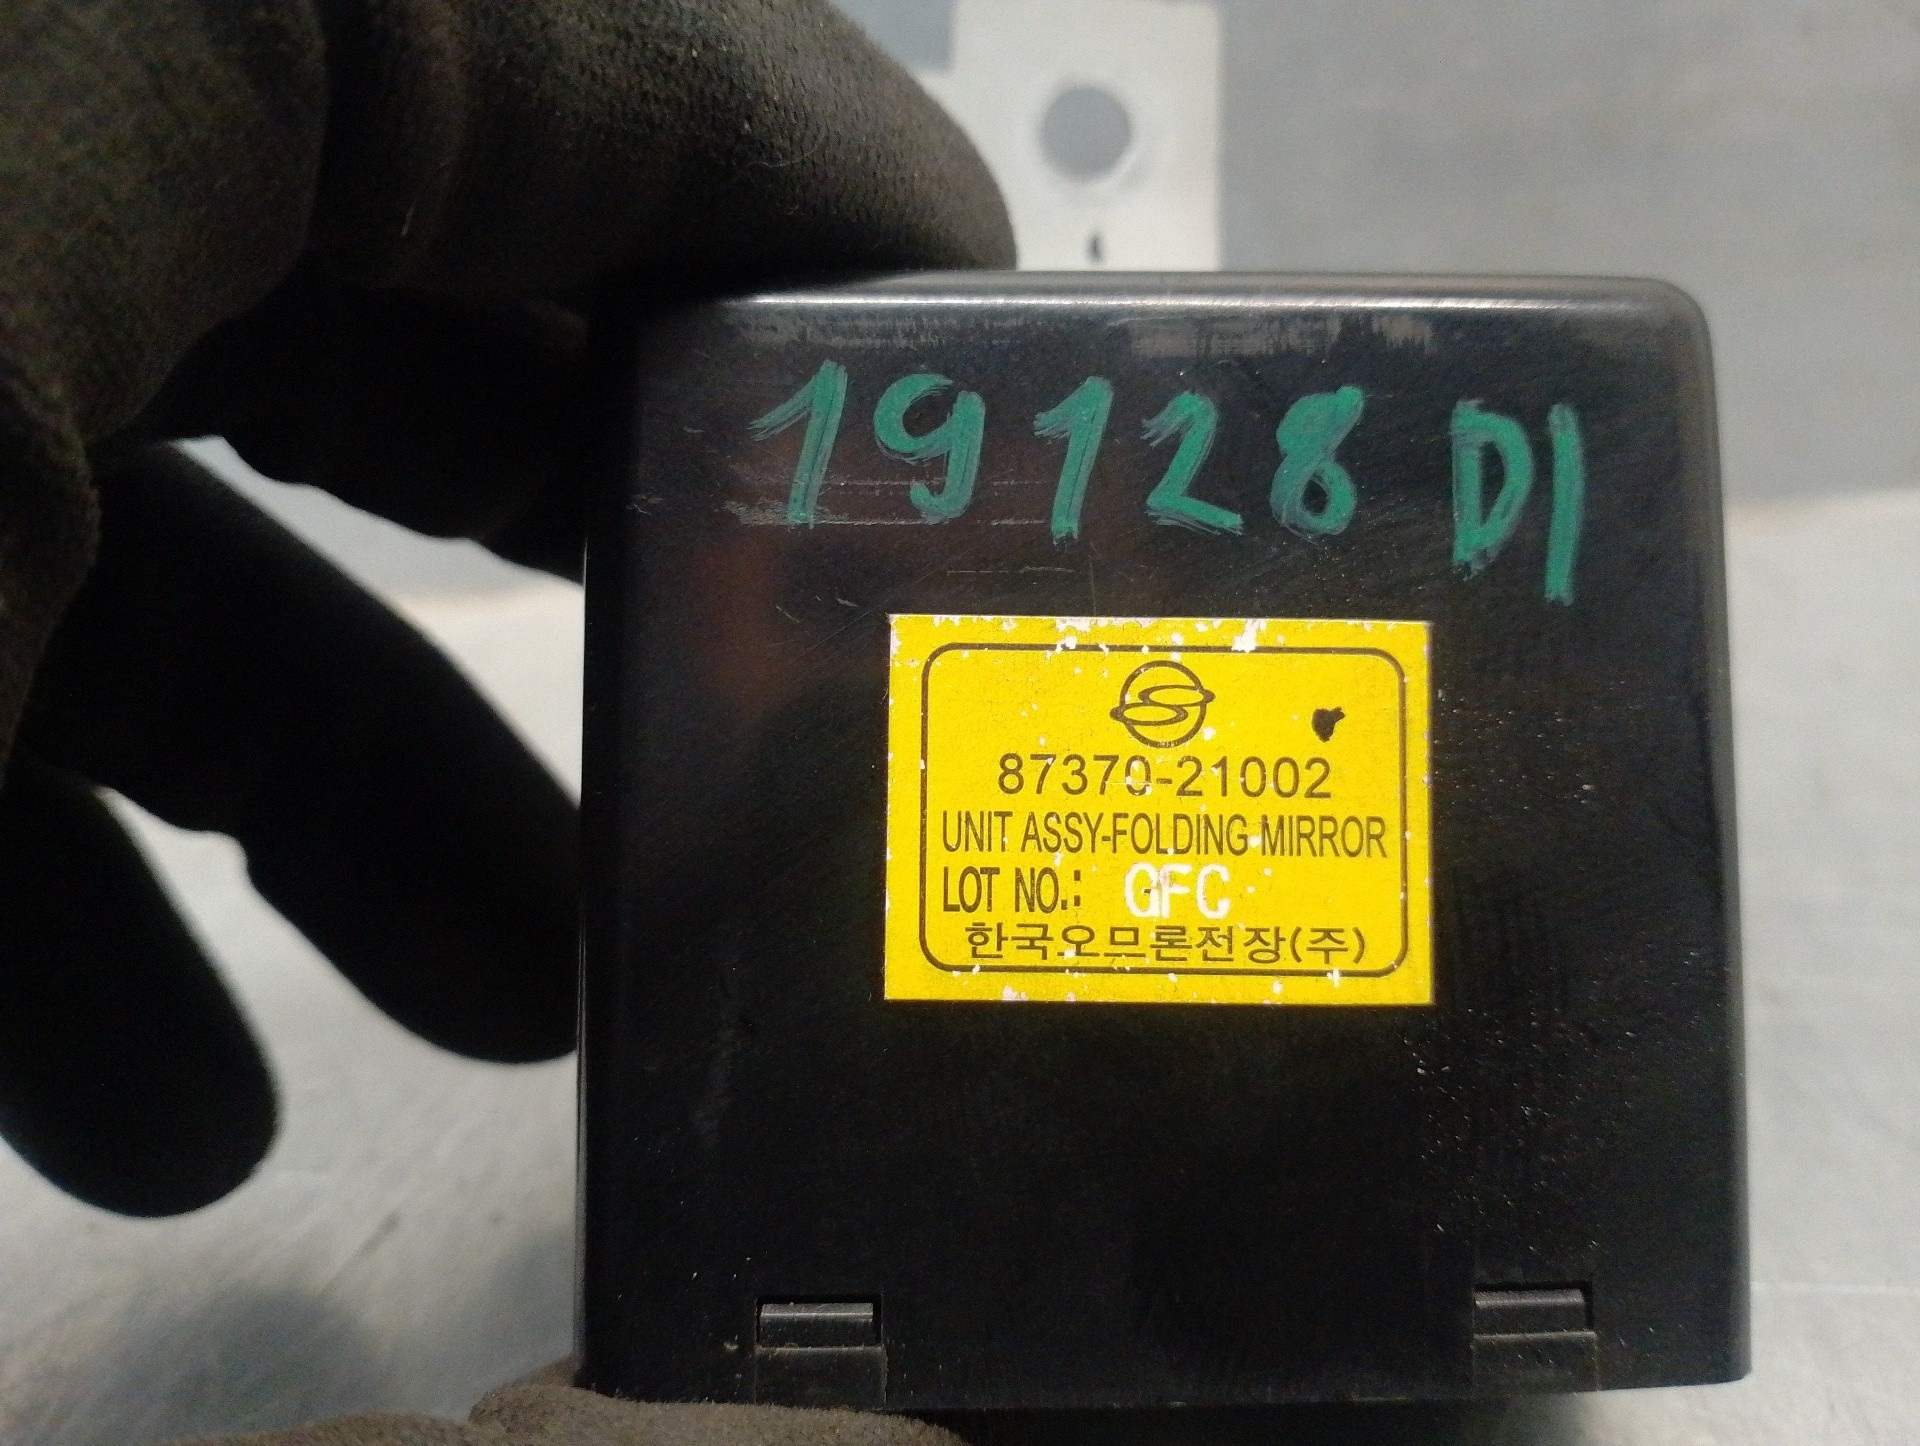 19128 DI
87370-21002
UNIT ASSY-FOLDING MIRROR
LOT NO.: GFC
한국오므론전장(주)